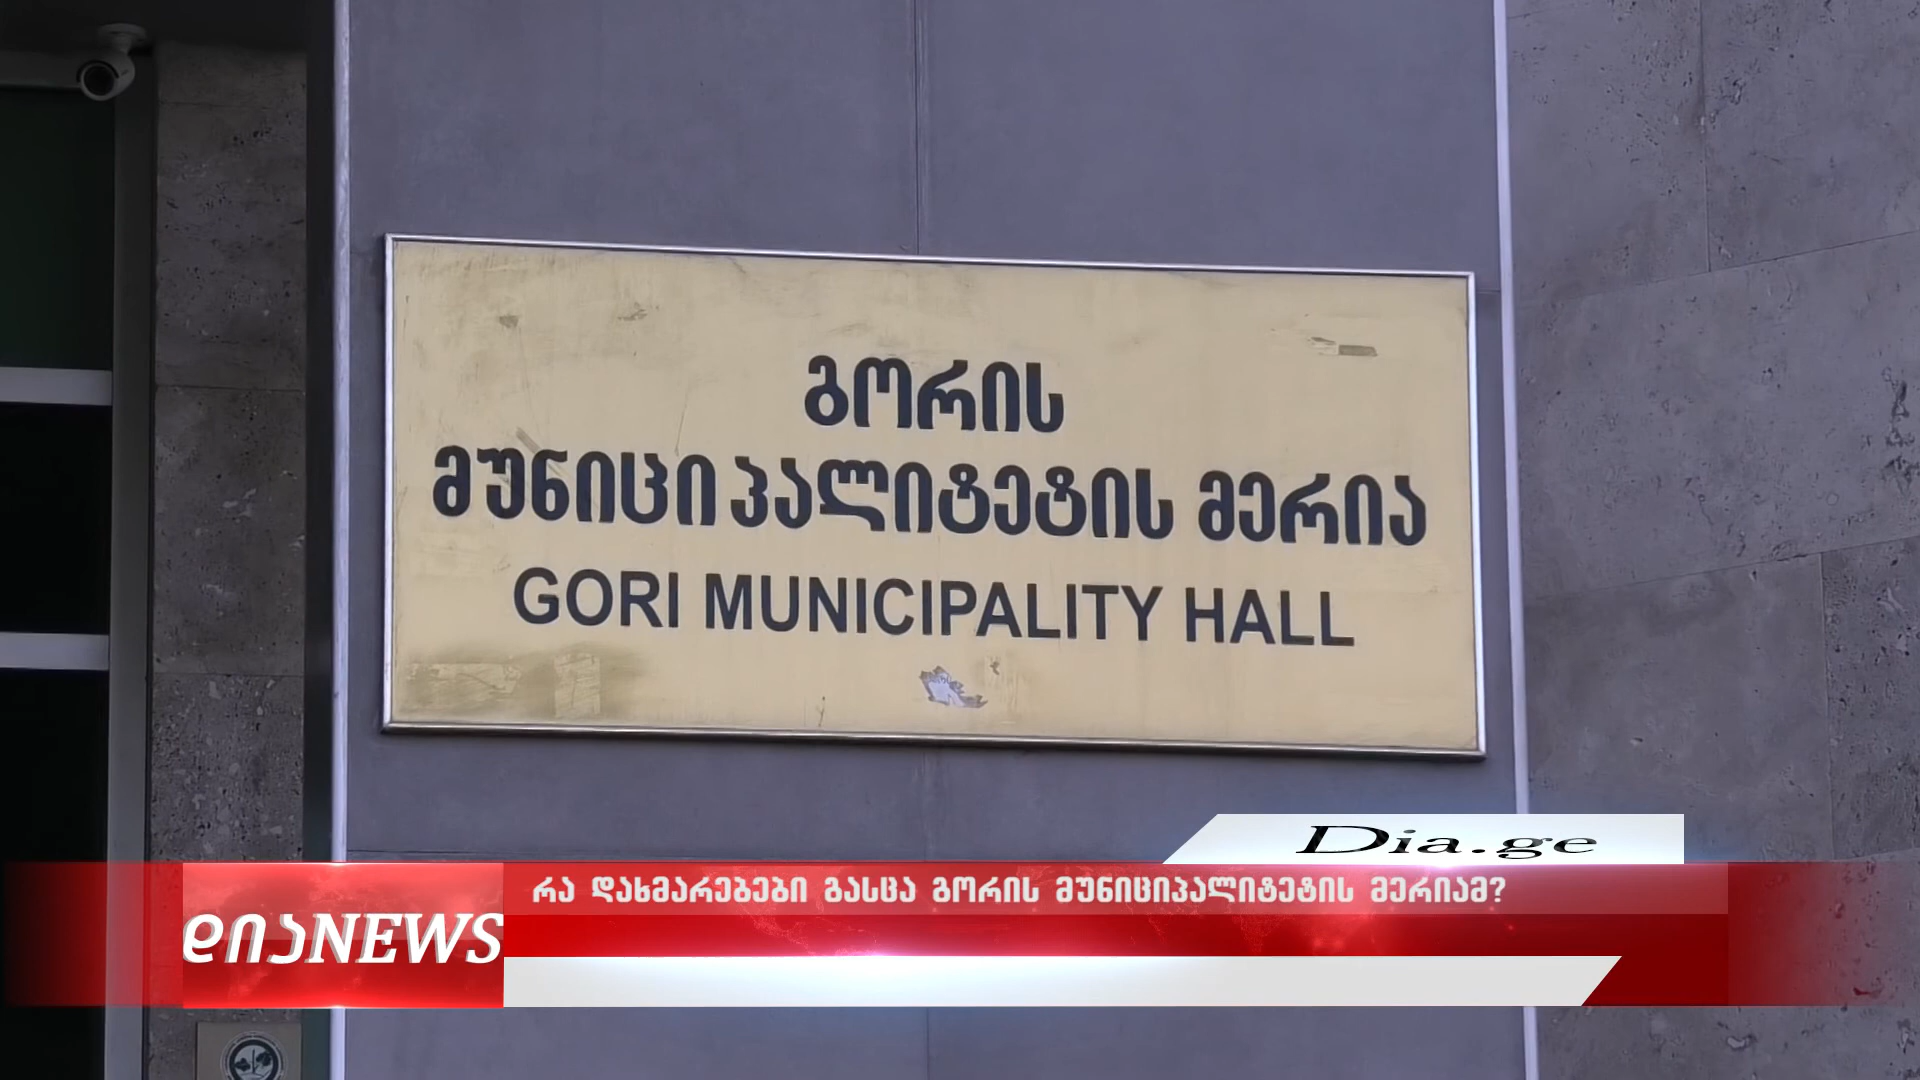 გორის
მუნიციპალიტეტის მერია
GORI MUNICIPALITY HALL
Dia.ge
რა დახმარებები გასცა გორის მუნიციპალიტეტის მერიამ?
დიაNEWS